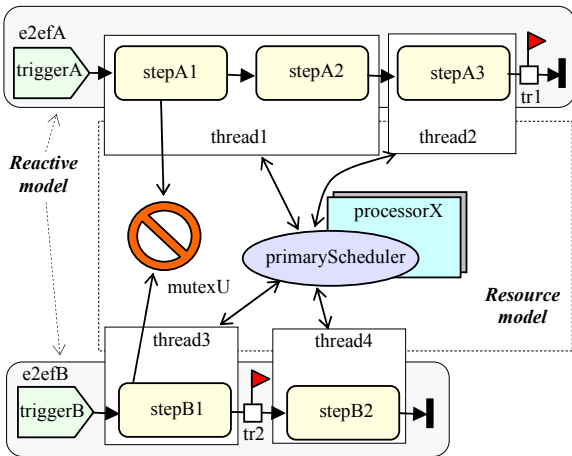 e2efA
triggerA
stepA1
stepA2
stepA3
tr1
thread1
thread2
Reactive
model
processorX
primaryScheduler
mutexU
Resource
model
thread3
thread4
e2efB
triggerB
stepB1
tr2
stepB2